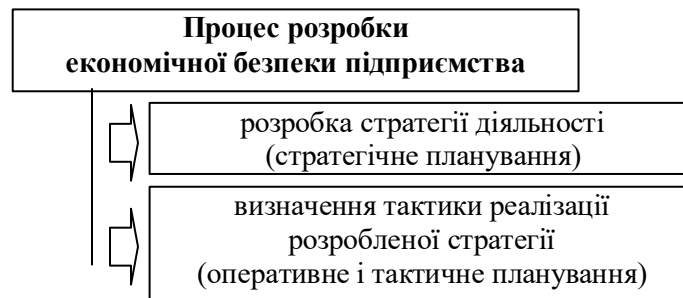 Процес розробки
економічної безпеки підприємства
розробка стратегії діяльності
(стратегічне планування)
визначення тактики реалізації
розробленої стратегії
(оперативне і тактичне планування)